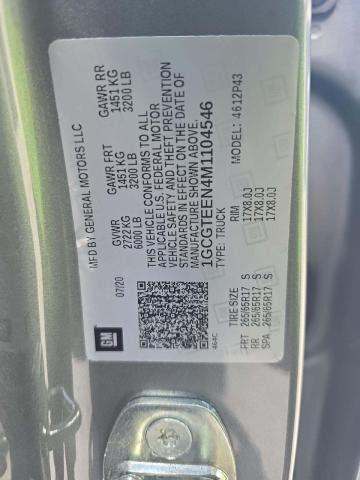 MFD BY GENERAL MOTORS LLC
07/20
GVWR
2722 KG
6000 LB
GAWR FRT
1451 KG
3200 LB
GAWR RR
1451 KG
3200 LB
THIS VEHICLE CONFORMS TO ALL
APPLICABLE U.S. FEDERAL MOTOR
VEHICLE SAFETY AND THEFT PREVENTION
STANDARDS IN EFFECT ON THE DATE OF
MANUFACTURE SHOWN ABOVE.
1GCGTEEN4M1104546
TYPE: TRUCK
MODEL: 4612P43
TIRE SIZE RIM
FRT 265/65R17 S 17X8.0J
RR 265/65R17 S 17X8.0J
SPA 265/65R17 S 17X8.0J
GM
464C